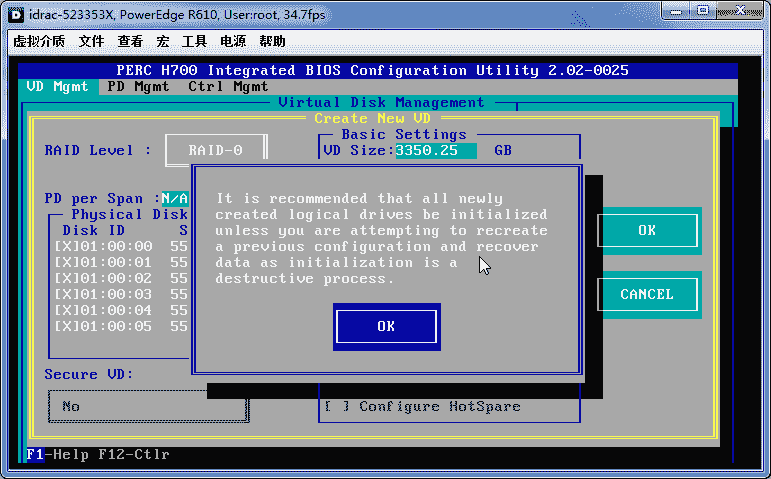 idrac-523353X, PowerEdge R610, User:root, 34.7fps
虚拟介质 文件 查看 宏 工具 电源 帮助
PERC H700 Integrated BIOS Configuration Utility 2.02-0025
VD Mgmt PD Mgmt Ctrl Mgmt
Virtual Disk Management
Create New VD
RAID Level : RAID-0
Basic Settings
VD Size:3350.25 GB
PD per Span :N/A
Physical Disk
Disk ID S
[X]01:00:00 55
[X]01:00:01 55
[X]01:00:02 55
[X]01:00:03 55
[X]01:00:04 55
[X]01:00:05 55
It is recommended that all newly
created logical drives be initialized
unless you are attempting to recreate
a previous configuration and recover
data as initialization is a
destructive process.
OK
OK
CANCEL
Secure VD:
No
[ ] Configure HotSpare
F1-Help F12-Ctlr